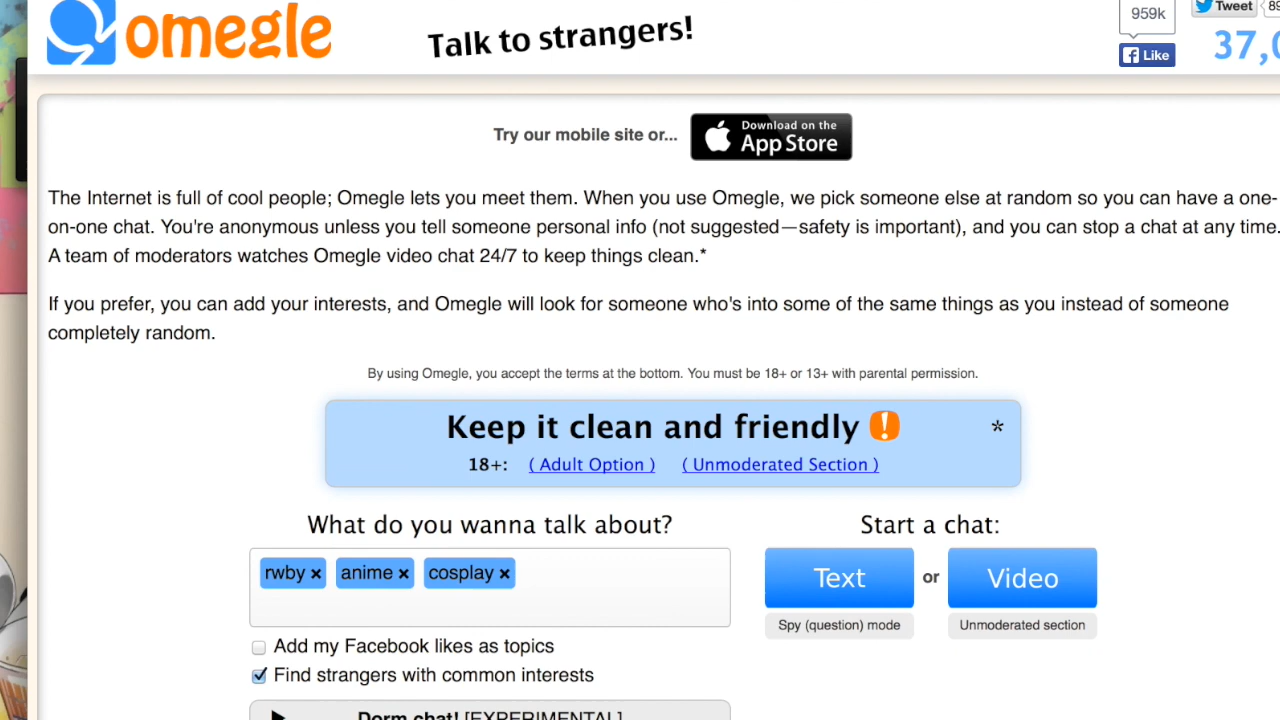 omegle
Talk to strangers!
959k
Tweet
Like
Try our mobile site or...
Download on the
App Store
The Internet is full of cool people; Omegle lets you meet them. When you use Omegle, we pick someone else at random so you can have a one-
on-one chat. You're anonymous unless you tell someone personal info (not suggested—safety is important), and you can stop a chat at any time.
A team of moderators watches Omegle video chat 24/7 to keep things clean.*
If you prefer, you can add your interests, and Omegle will look for someone who's into some of the same things as you instead of someone
completely random.
By using Omegle, you accept the terms at the bottom. You must be 18+ or 13+ with parental permission.
Keep it clean and friendly ! *
18+: ( Adult Option ) ( Unmoderated Section )
What do you wanna talk about? Start a chat:
rwby × anime × cosplay ×
Text or Video
Spy (question) mode Unmoderated section
Add my Facebook likes as topics
Find strangers with common interests
Dorm chat! [EXPERIMENTAL]